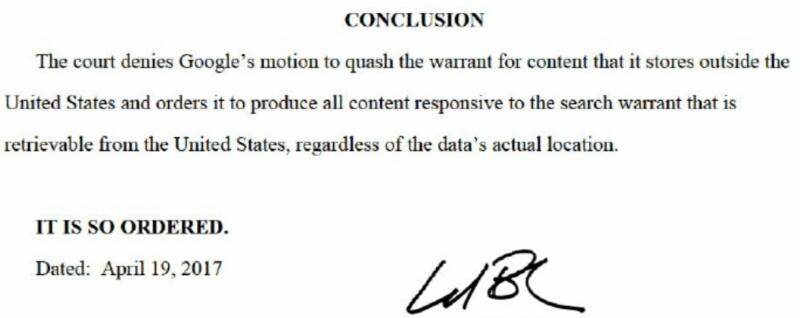 CONCLUSION
The court denies Google's motion to quash the warrant for content that it stores outside the
United States and orders it to produce all content responsive to the search warrant that is
retrievable from the United States, regardless of the data's actual location.
IT IS SO ORDERED.
Dated: April 19, 2017